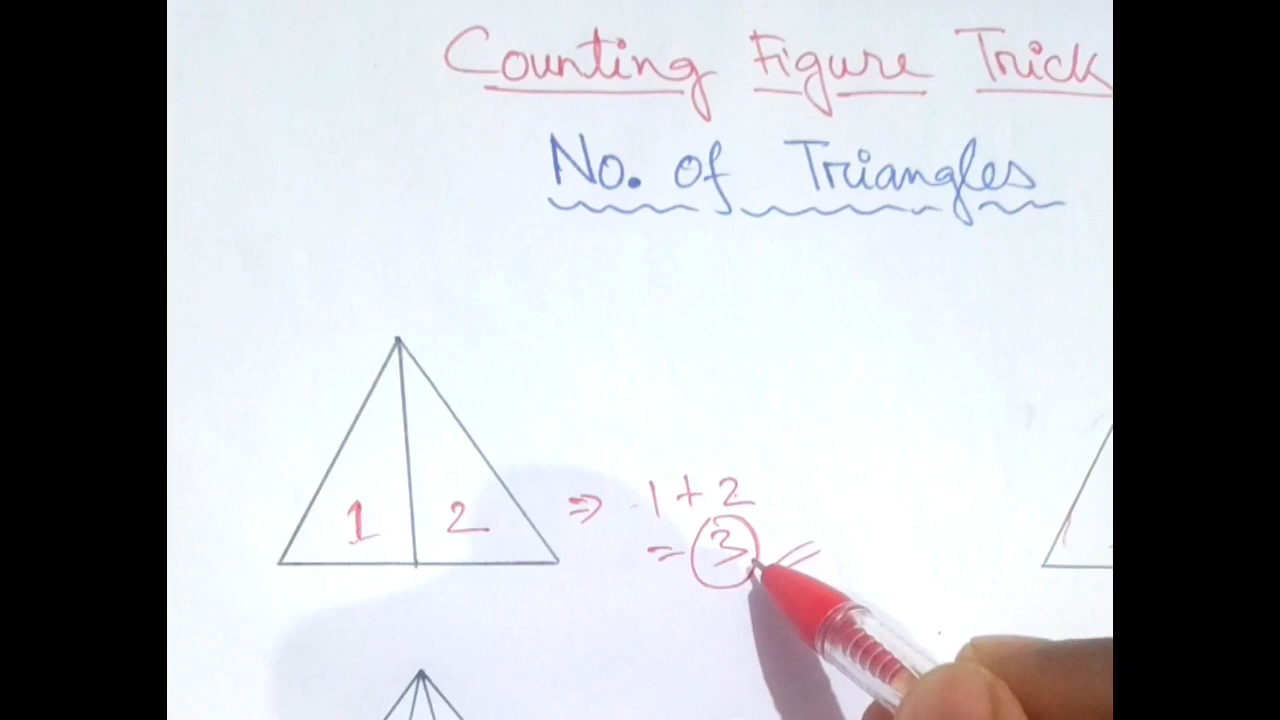 Counting Figure Trick
No. of Triangles
1 2 ⇒ 1 + 2
= 3